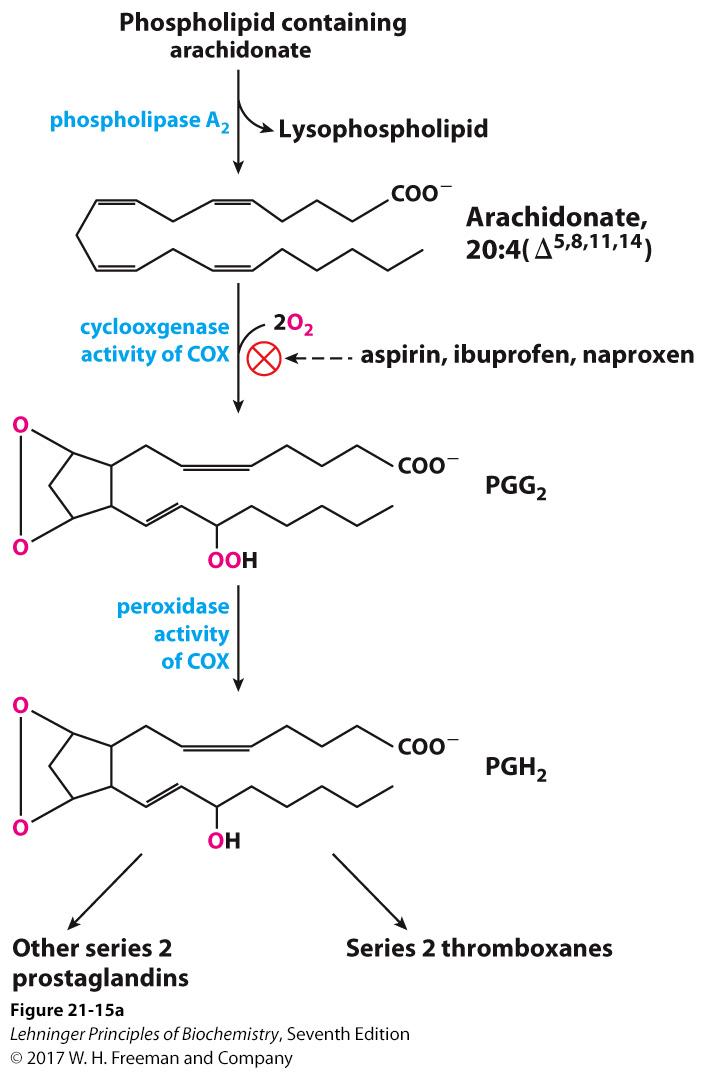 Phospholipid containing
arachidonate
phospholipase A₂
Lysophospholipid
COO⁻
Arachidonate,
20:4(Δ⁵,⁸,¹¹,¹⁴)
cyclooxgenase
activity of COX
2O₂
aspirin, ibuprofen, naproxen
O
COO⁻
PGG₂
O
OOH
peroxidase
activity
of COX
O
COO⁻
PGH₂
O
OH
Other series 2
prostaglandins
Series 2 thromboxanes
Figure 21-15a
Lehninger Principles of Biochemistry, Seventh Edition
© 2017 W. H. Freeman and Company